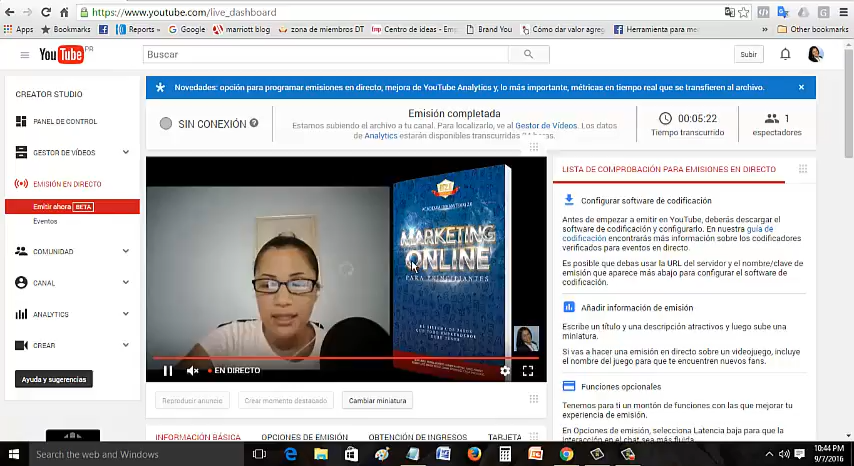 https://www.youtube.com/live_dashboard
Apps Bookmarks Reports » Google marriott blog zona de miembros DT Centro de ideas - Em Brand You Cómo dar valor agreg Herramienta para me » Other bookmarks
YouTube PR
Buscar
Subir
CREATOR STUDIO
PANEL DE CONTROL
GESTOR DE VÍDEOS
EMISIÓN EN DIRECTO
Emitir ahora BETA
Eventos
COMUNIDAD
CANAL
ANALYTICS
CREAR
Ayuda y sugerencias
Novedades: opción para programar emisiones en directo, mejora de YouTube Analytics y, lo más importante, métricas en tiempo real que se transfieren al archivo.
SIN CONEXIÓN
Emisión completada
Estamos subiendo el archivo a tu canal. Para localizarlo, ve al Gestor de Vídeos. Los datos
de Analytics estarán disponibles transcurridas
00:05:22
Tiempo transcurrido
1
espectadores
MARKETING
ONLINE
PARA PRINCIPIANTES
EN DIRECTO
Reproducir anuncio
Crear momento destacado
Cambiar miniatura
INFORMACIÓN BÁSICA
OPCIONES DE EMISIÓN
OBTENCIÓN DE INGRESOS
TARJETA
LISTA DE COMPROBACIÓN PARA EMISIONES EN DIRECTO
Configurar software de codificación
Antes de empezar a emitir en YouTube, deberás descargar el
software de codificación y configurarlo. En nuestra guía de
codificación encontrarás más información sobre los codificadores
verificados para eventos en directo.
Es posible que debas usar la URL del servidor y el nombre/clave de
emisión que aparece más abajo para configurar el software de
codificación.
Añadir información de emisión
Escribe un título y una descripción atractivos y luego sube una
miniatura.
Si vas a hacer una emisión en directo sobre un videojuego, incluye
el nombre del juego para que te encuentren nuevos fans.
Funciones opcionales
Tenemos para ti un montón de funciones con las que mejorar tu
experiencia de emisión.
En Opciones de emisión, selecciona Latencia baja para que la
Search the web and Windows
10:44 PM
9/7/2016